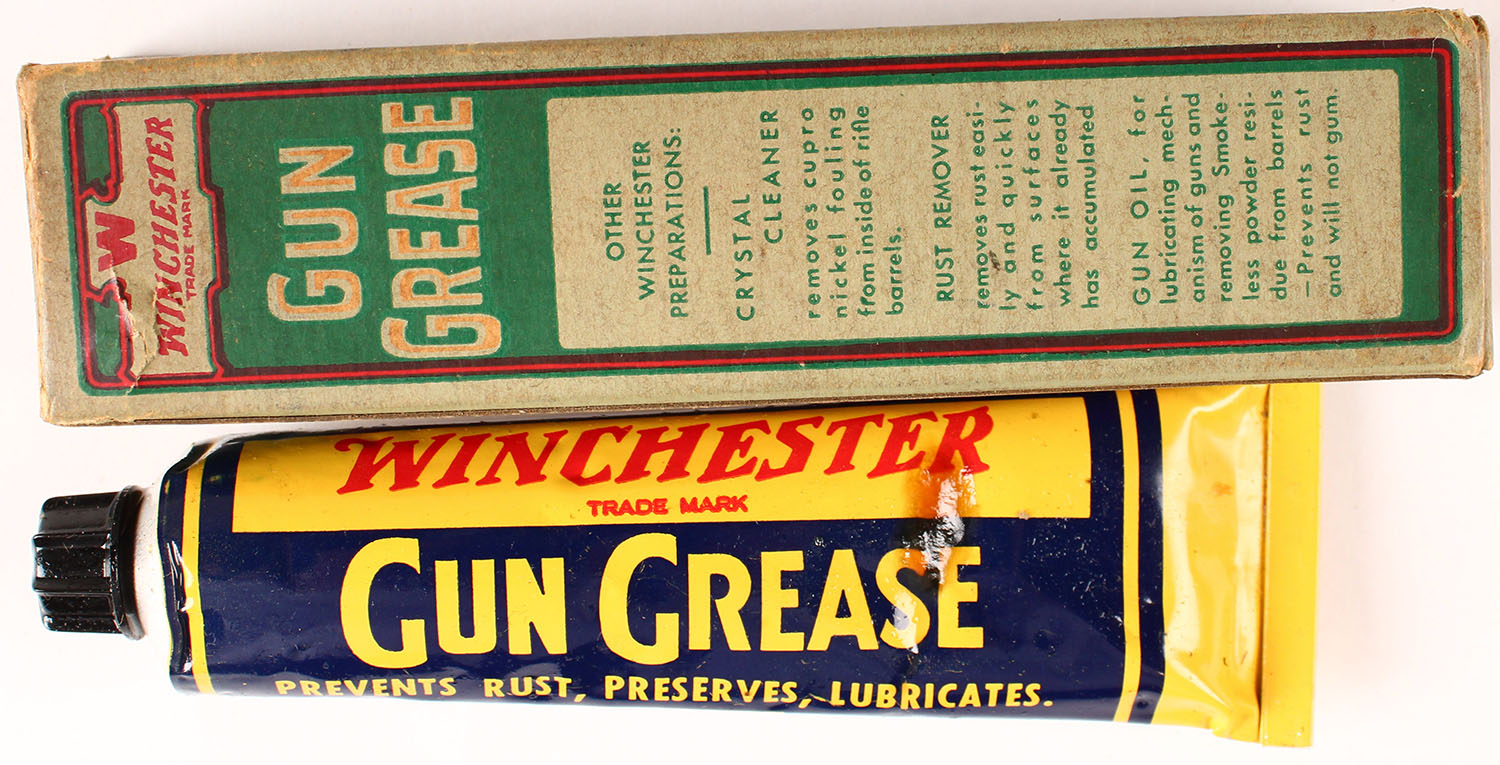 W
WINCHESTER
TRADE MARK
GUN
GREASE
OTHER
WINCHESTER
PREPARATIONS:
CRYSTAL
CLEANER
removes cupro
nickel fouling
from inside of rifle
barrels.
RUST REMOVER
removes rust easi-
ly and quickly
from surfaces
where it already
has accumulated
GUN OIL, for
lubricating mech-
anism of guns and
removing Smoke-
less powder resi-
due from barrels
—Prevents rust
and will not gum.
WINCHESTER
TRADE MARK
GUN GREASE
PREVENTS RUST, PRESERVES, LUBRICATES.